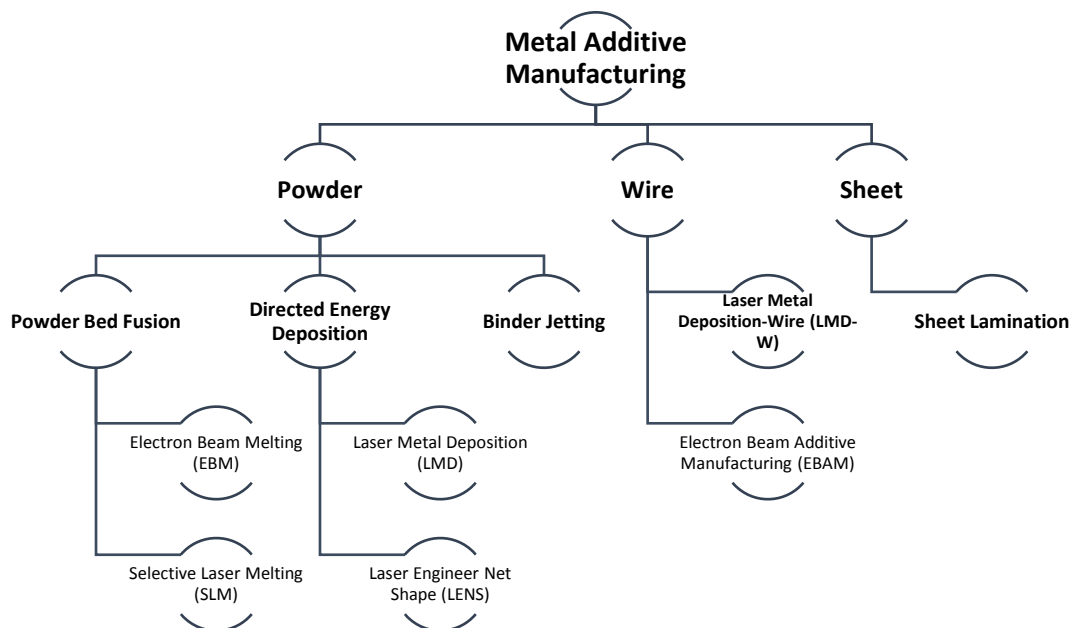 Metal Additive
Manufacturing
Powder
Wire
Sheet
Powder Bed Fusion
Directed Energy
Deposition
Binder Jetting
Laser Metal
Deposition-Wire (LMD-
W)
Sheet Lamination
Electron Beam Melting
(EBM)
Laser Metal Deposition
(LMD)
Electron Beam Additive
Manufacturing (EBAM)
Selective Laser Melting
(SLM)
Laser Engineer Net
Shape (LENS)